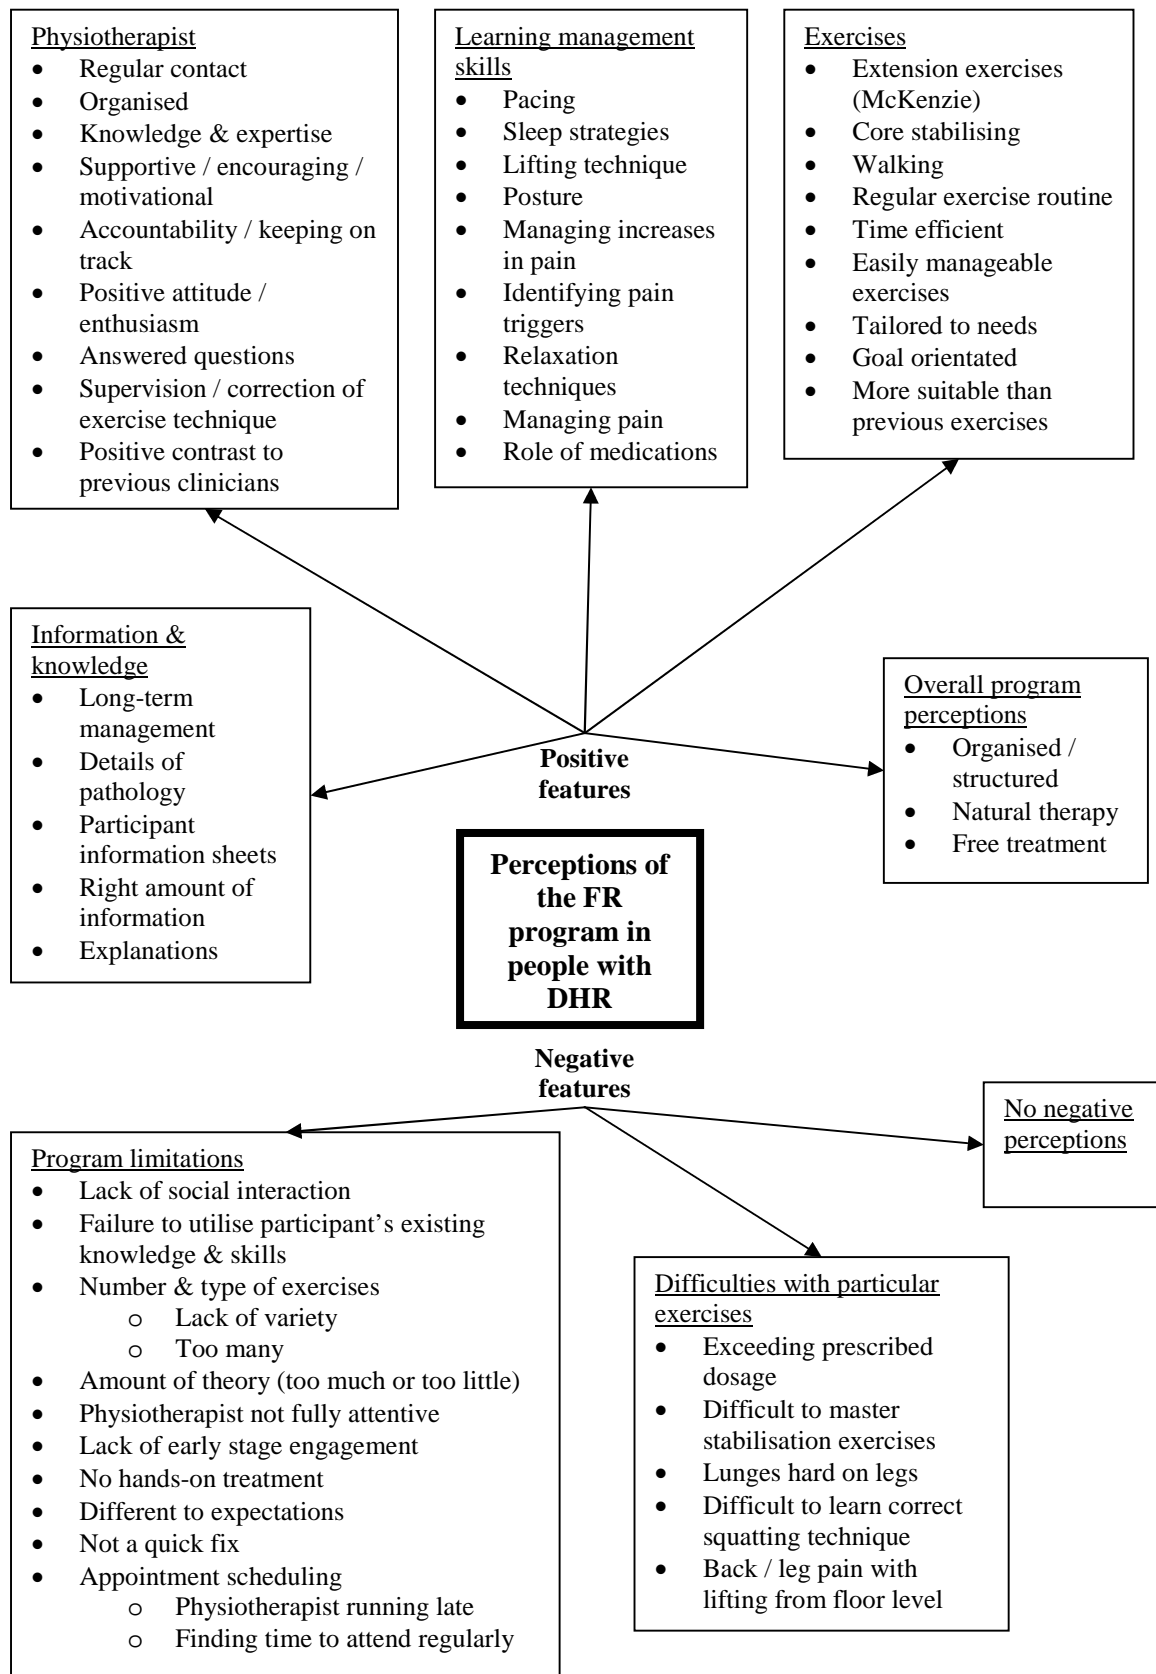 Physiotherapist
• Regular contact
• Organised
• Knowledge & expertise
• Supportive / encouraging /
motivational
• Accountability / keeping on
track
• Positive attitude /
enthusiasm
• Answered questions
• Supervision / correction of
exercise technique
• Positive contrast to
previous clinicians
Learning management
skills
• Pacing
• Sleep strategies
• Lifting technique
• Posture
• Managing increases
in pain
• Identifying pain
triggers
• Relaxation
techniques
• Managing pain
• Role of medications
Exercises
• Extension exercises
(McKenzie)
• Core stabilising
• Walking
• Regular exercise routine
• Time efficient
• Easily manageable
exercises
• Tailored to needs
• Goal orientated
• More suitable than
previous exercises
Information &
knowledge
• Long-term
management
• Details of
pathology
• Participant
information sheets
• Right amount of
information
• Explanations
Positive
features
Overall program
perceptions
• Organised /
structured
• Natural therapy
• Free treatment
Perceptions of
the FR
program in
people with
DHR
Negative
features
Program limitations
• Lack of social interaction
• Failure to utilise participant's existing
knowledge & skills
• Number & type of exercises
o Lack of variety
o Too many
• Amount of theory (too much or too little)
• Physiotherapist not fully attentive
• Lack of early stage engagement
• No hands-on treatment
• Different to expectations
• Not a quick fix
• Appointment scheduling
o Physiotherapist running late
o Finding time to attend regularly
Difficulties with particular
exercises
• Exceeding prescribed
dosage
• Difficult to master
stabilisation exercises
• Lunges hard on legs
• Difficult to learn correct
squatting technique
• Back / leg pain with
lifting from floor level
No negative
perceptions